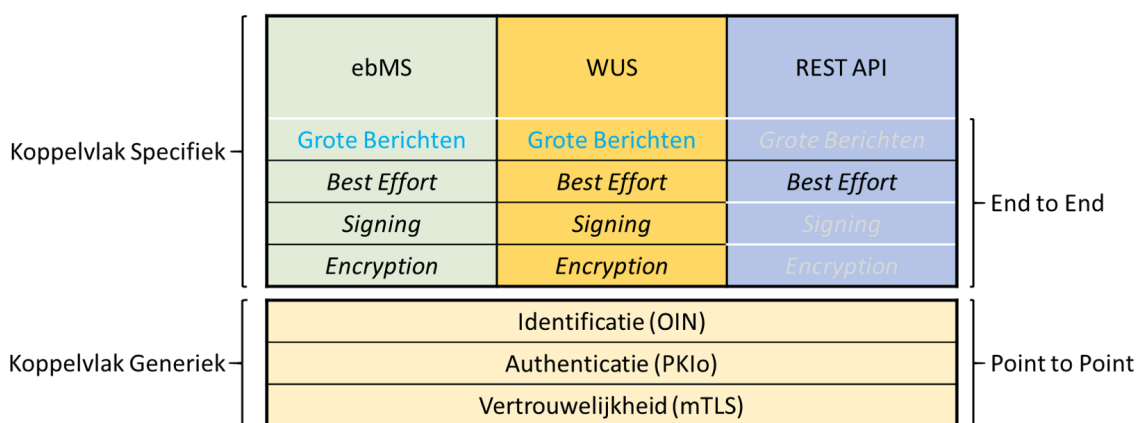 ebMS
WUS
REST API
Koppelvlak Specifiek
Grote Berichten
Grote Berichten
Grote Berichten
Best Effort
Best Effort
Best Effort
End to End
Signing
Signing
Signing
Encryption
Encryption
Encryption
Identificatie (OIN)
Koppelvlak Generiek
Authenticatie (PKIo)
Point to Point
Vertrouwelijkheid (mTLS)